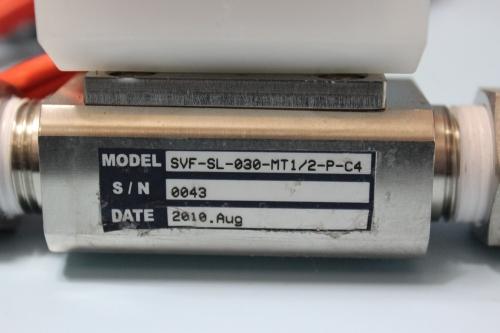 MODEL SVF-SL-030-MT1/2-P-C4
S/N 0043
DATE 2010.Aug